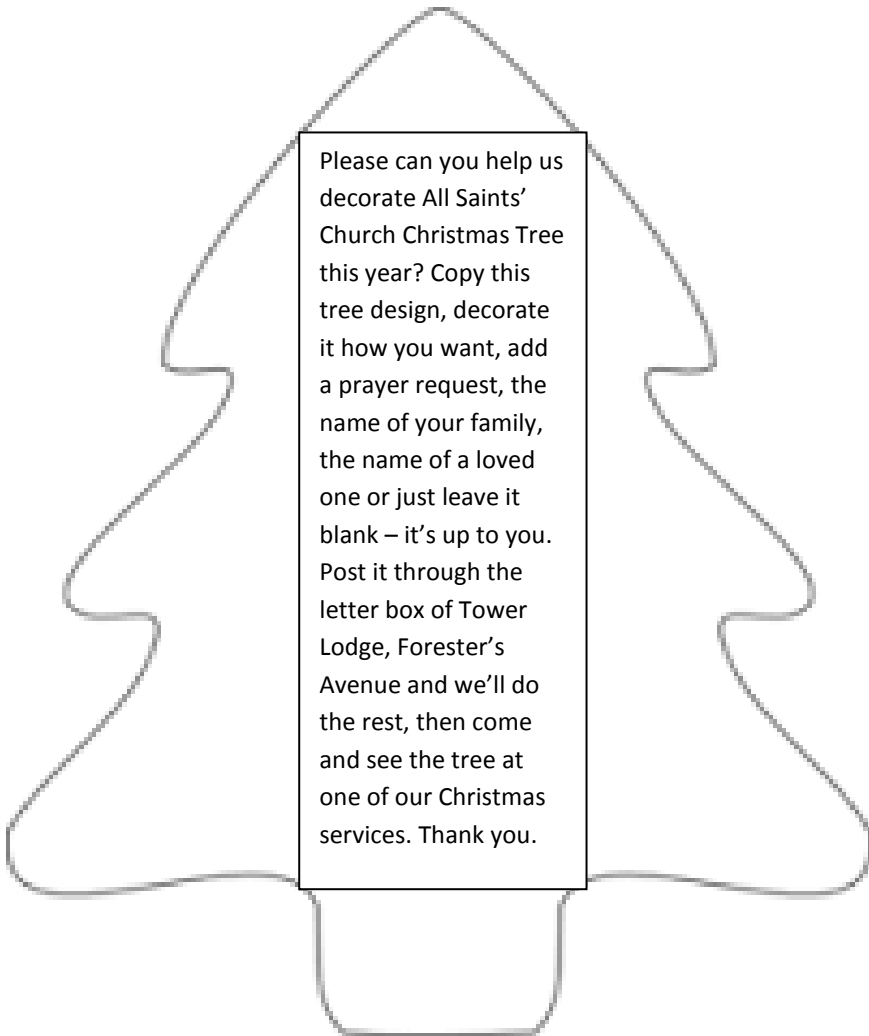 Please can you help us
decorate All Saints’
Church Christmas Tree
this year? Copy this
tree design, decorate
it how you want, add
a prayer request, the
name of your family,
the name of a loved
one or just leave it
blank – it’s up to you.
Post it through the
letter box of Tower
Lodge, Forester’s
Avenue and we’ll do
the rest, then come
and see the tree at
one of our Christmas
services. Thank you.